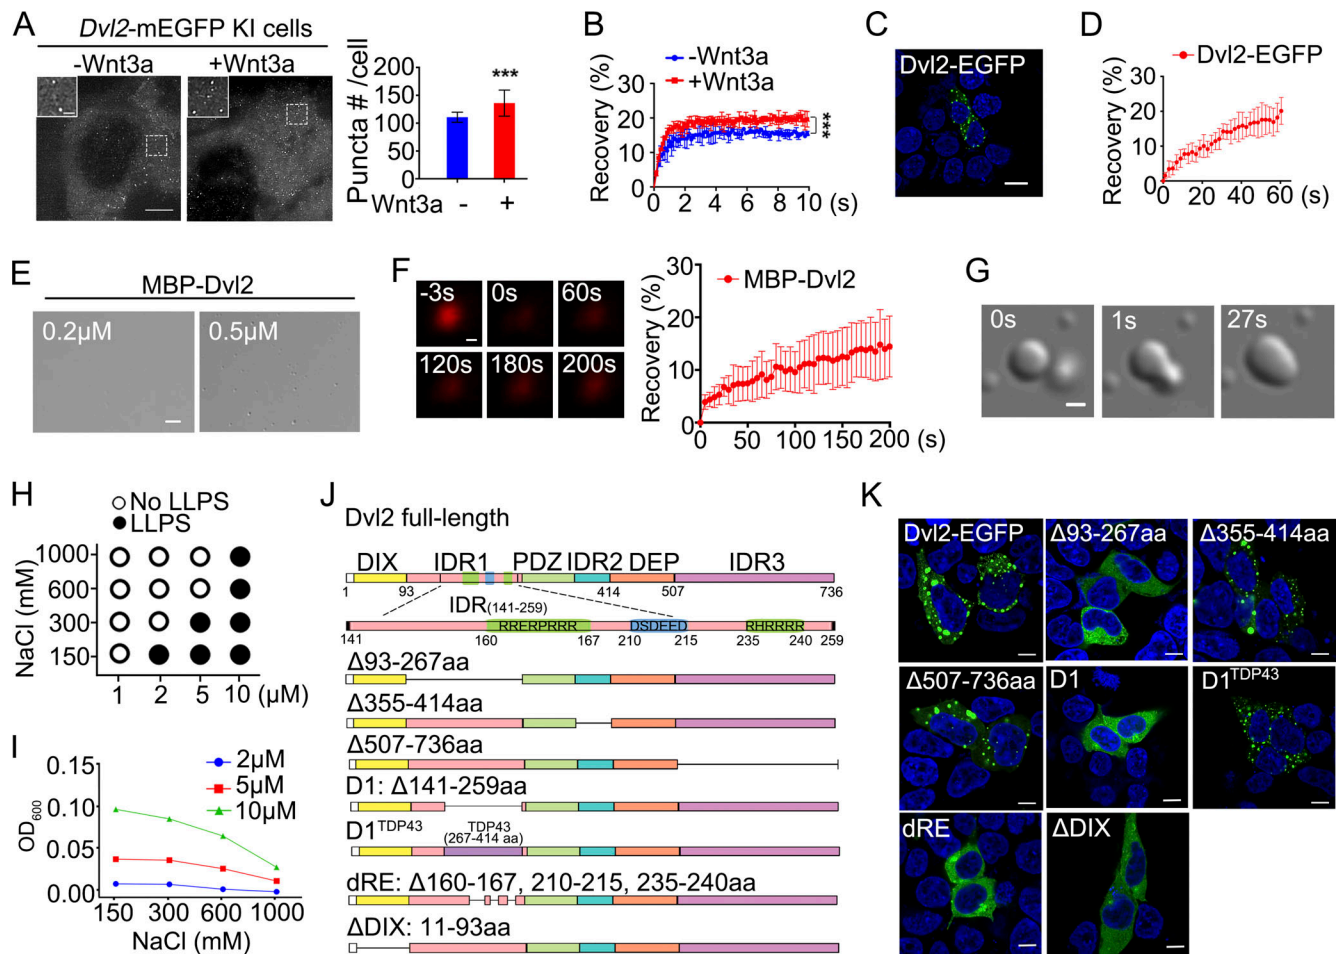 A
Dvl2-mEGFP KI cells
-Wnt3a
+Wnt3a
Puncta # /cell
200
150
100
50
0
***
Wnt3a - +
B
-Wnt3a
+Wnt3a
Recovery (%)
30
20
10
0
***
0 2 4 6 8 10 (s)
C
Dvl2-EGFP
D
Dvl2-EGFP
Recovery (%)
30
20
10
0
0 20 40 60 (s)
E
MBP-Dvl2
0.2µM
0.5µM
F
-3s
0s
60s
120s
180s
200s
MBP-Dvl2
Recovery (%)
30
20
10
0
0 50 100 150 200 (s)
G
0s
1s
27s
H
No LLPS
LLPS
NaCl (mM)
1000
600
300
150
1 2 5 10 (µM)
I
2µM
5µM
10µM
OD600
0.15
0.10
0.05
0.00
150 300 600 1000
NaCl (mM)
J
Dvl2 full-length
DIX IDR1 PDZ IDR2 DEP IDR3
1 93 414 507 736
IDR(141-259)
RRERPRRR DSDEED RHRRRR
141 160 167 210 215 235 240 259
Δ93-267aa
Δ355-414aa
Δ507-736aa
D1: Δ141-259aa
D1TDP43
TDP43
(267-414 aa)
dRE: Δ160-167, 210-215, 235-240aa
ΔDIX: 11-93aa
K
Dvl2-EGFP
Δ93-267aa
Δ355-414aa
Δ507-736aa
D1
D1TDP43
dRE
ΔDIX